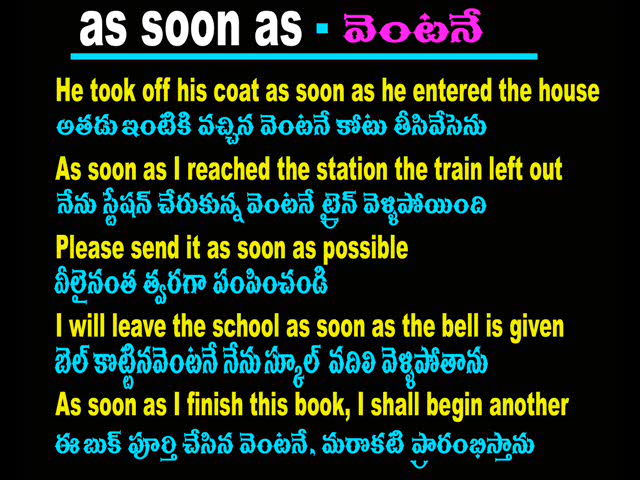 as soon as - వెంటనే
He took off his coat as soon as he entered the house
అతడు ఇంటికి వచ్చిన వెంటనే కోటు తీసివేసెను
As soon as I reached the station the train left out
నేను స్టేషన్ చేరుకున్న వెంటనే ట్రైన్ వెళ్ళిపోయింది
Please send it as soon as possible
వీలైనంత త్వరగా పంపించండి
I will leave the school as soon as the bell is given
బెల్ కొట్టినవెంటనే నేను స్కూల్ వదిలి వెళ్ళిపోతాను
As soon as I finish this book, I shall begin another
ఈ బుక్ పూర్తి చేసిన వెంటనే, మరొకటి ప్రారంభిస్తాను